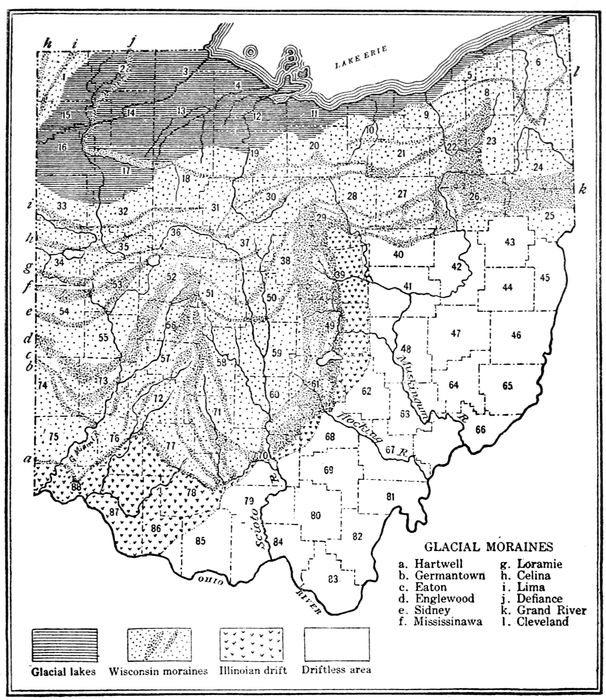 h i j
LAKE ERIE
l
1 2 3 4 5 6
15 14 13 12 11 10 9 8
16 17 18 19 20 21 22 23 24
k
i 33 32 31 30 29 28 27 26 25
h 35 36 37 38 39 40 42 43
g 34
f 53 52 51 50 41 44 45
e 54 49 48 47 46
d 55 56
c 57 58 59
b
74 73 72 71 60 61 62 63 64 65
Muskingum R.
75 76 77 70 68 67 66
Hocking R.
G. Miami R.
a 88 78 69
87 86 85 79 80 81
Scioto R.
84 82
83
OHIO RIVER
GLACIAL MORAINES
a. Hartwell
b. Germantown
c. Eaton
d. Englewood
e. Sidney
f. Mississinawa
g. Loramie
h. Celina
i. Lima
j. Defiance
k. Grand River
l. Cleveland
Glacial lakes
Wisconsin moraines
Illinoian drift
Driftless area